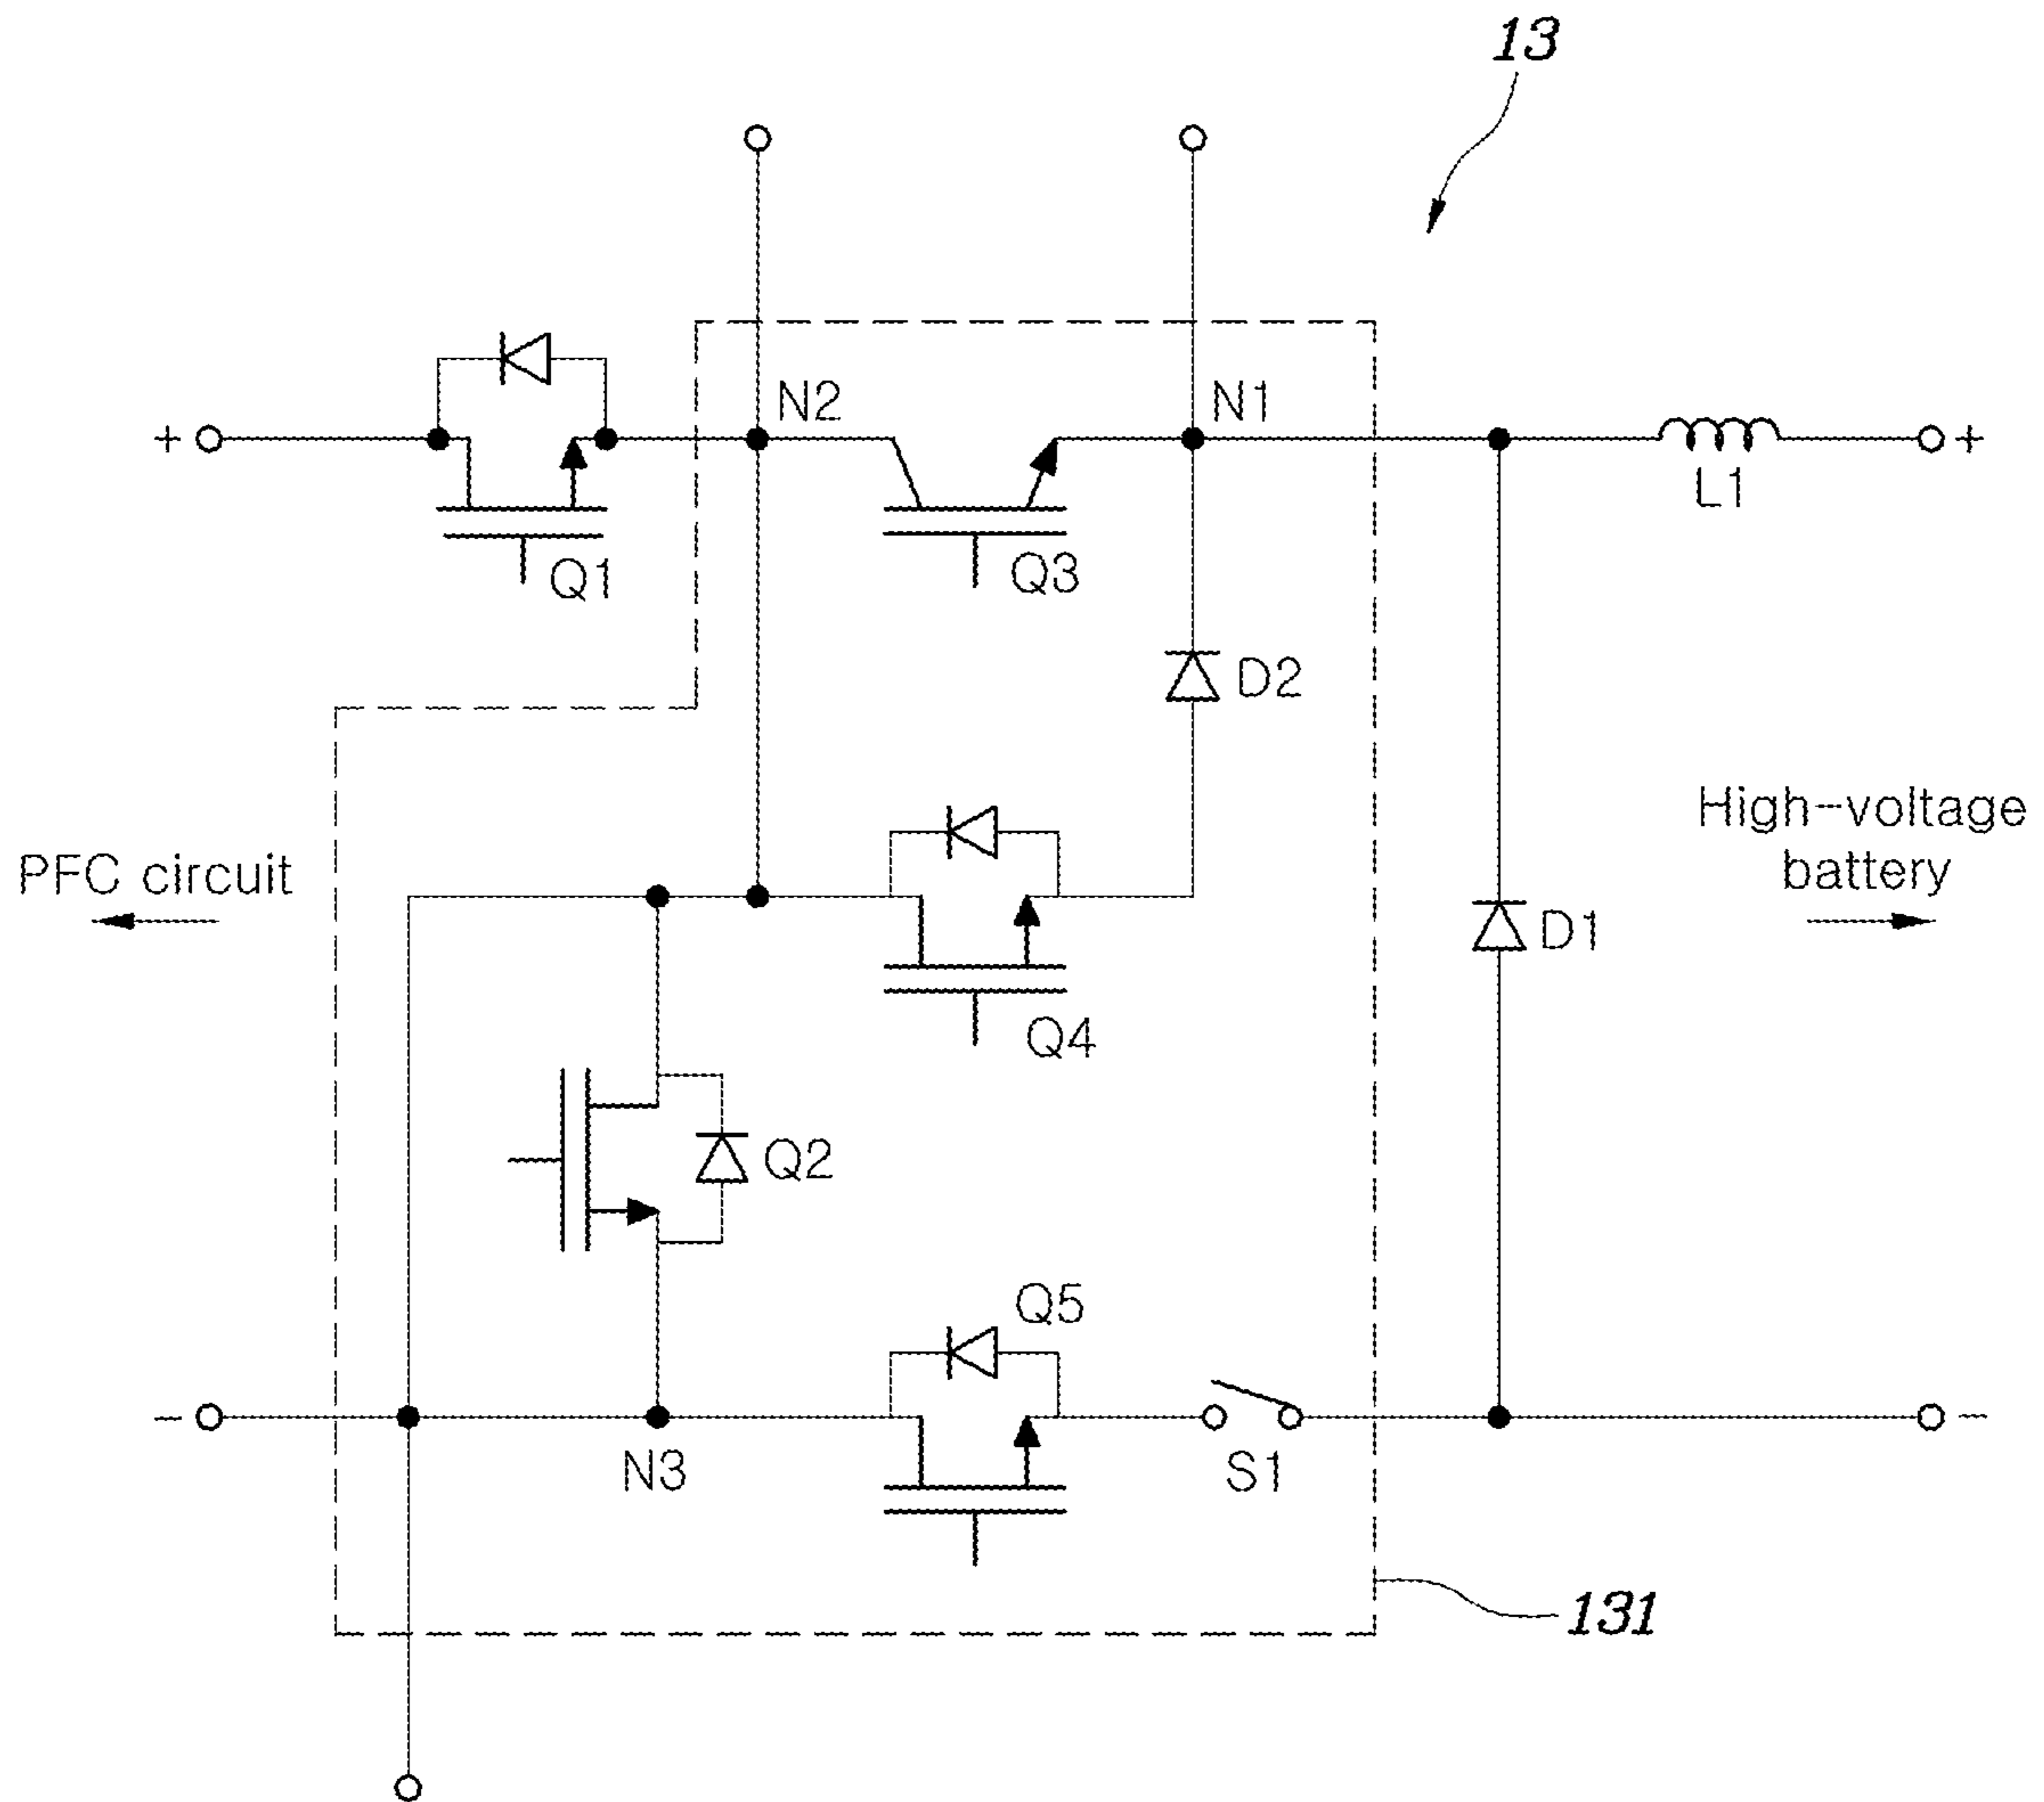 13
N2
N1
+
+
L1
Q1
Q3
D2
High-voltage
battery
PFC circuit
D1
Q4
Q2
Q5
−
−
N3
S1
131